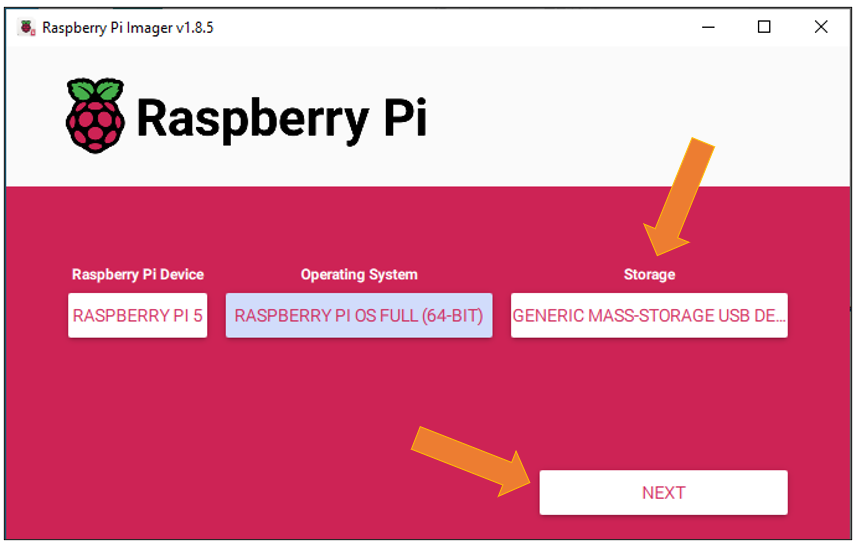 Raspberry Pi Imager v1.8.5
Raspberry Pi
Raspberry Pi Device
Operating System
Storage
RASPBERRY PI 5
RASPBERRY PI OS FULL (64-BIT)
GENERIC MASS-STORAGE USB DE...
NEXT